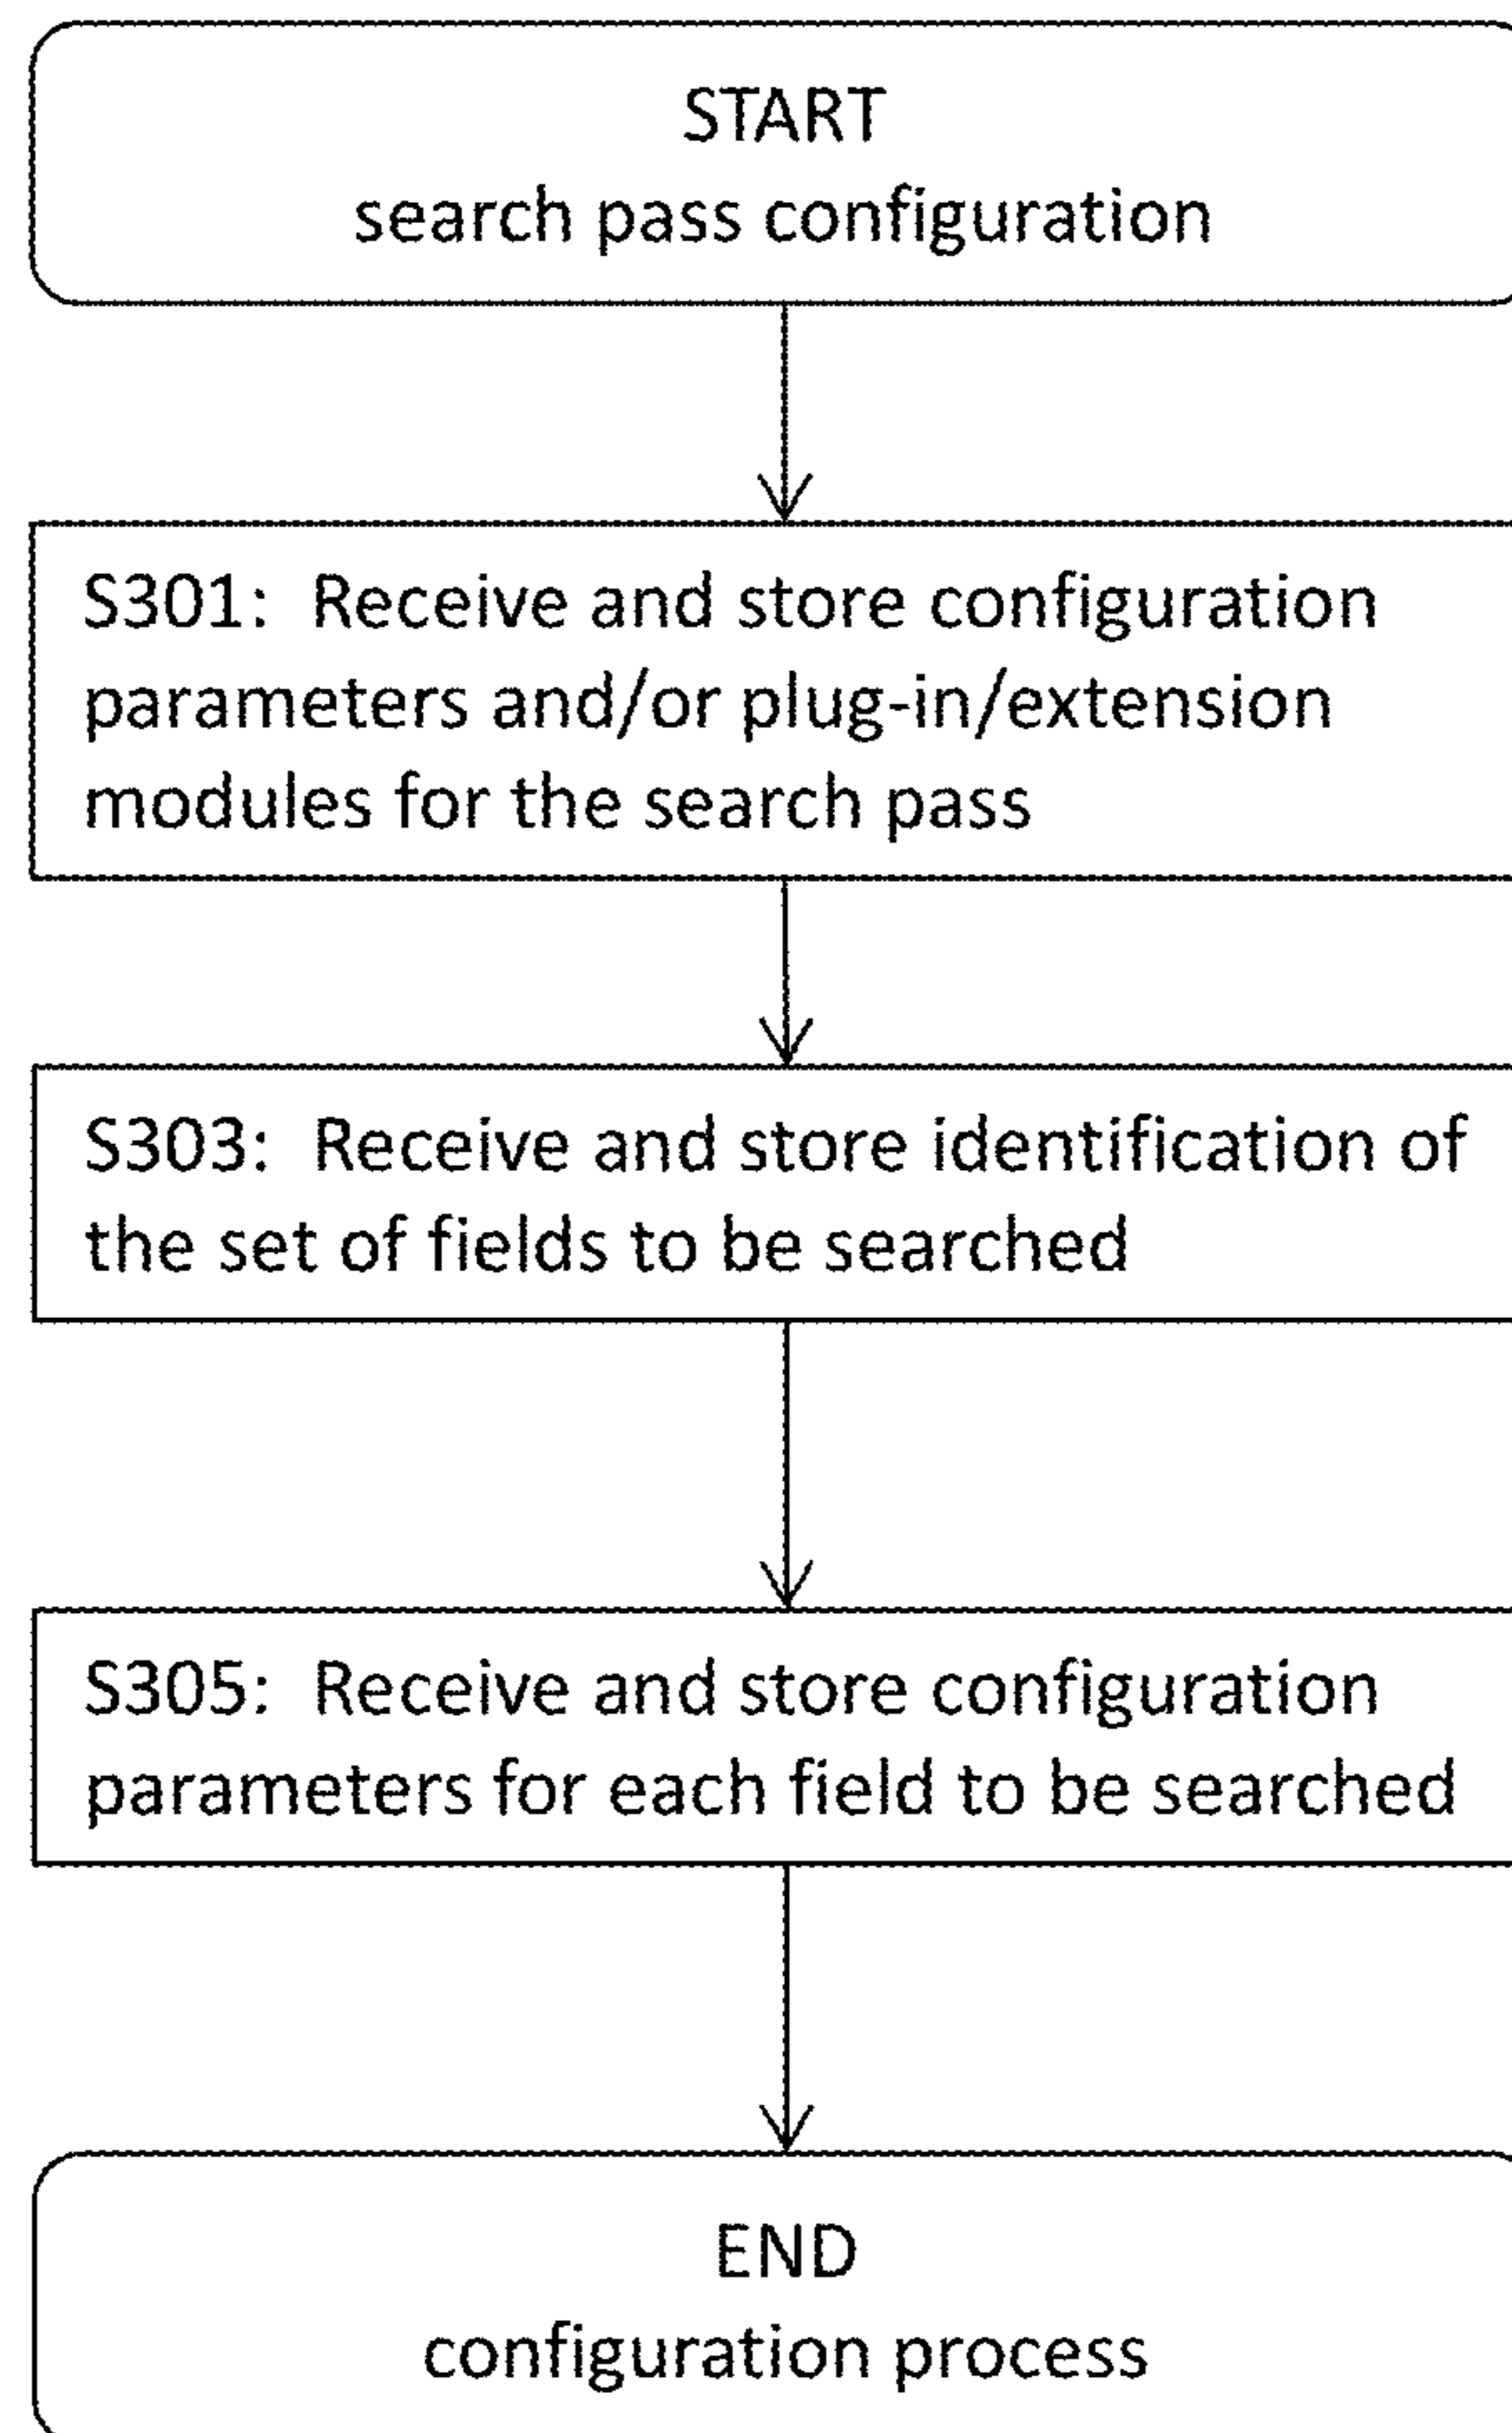 START
search pass configuration
S301: Receive and store configuration
parameters and/or plug-in/extension
modules for the search pass
S303: Receive and store identification of
the set of fields to be searched
S305: Receive and store configuration
parameters for each field to be searched
END
configuration process